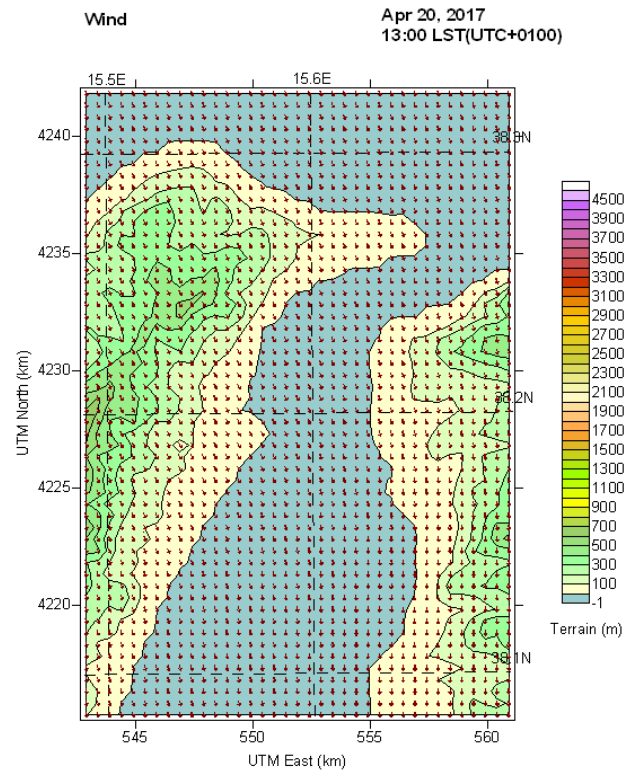 Wind
Apr 20, 2017
13:00 LST(UTC+0100)
15.5E
15.6E
4240
38.3N
4235
4230
38.2N
4225
4220
38.1N
UTM North (km)
545
550
555
560
UTM East (km)
4500
3900
3700
3300
3100
2900
2700
2500
2100
1900
1700
1500
1300
1100
900
700
500
300
100
-1
Terrain (m)